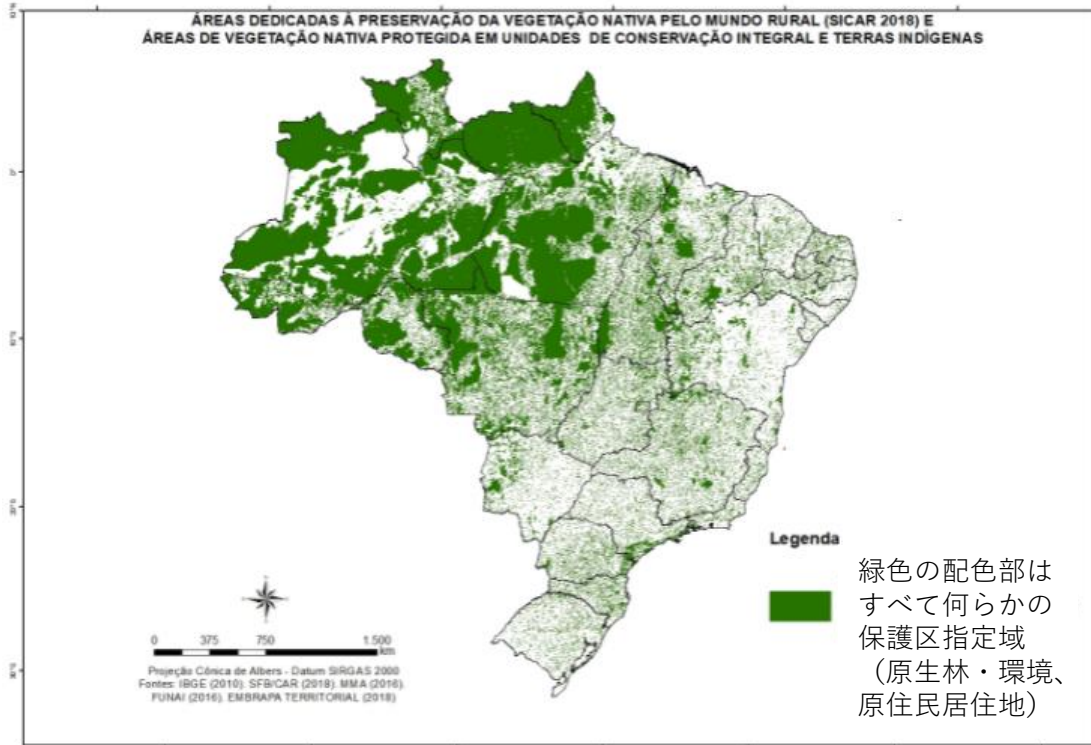 ÁREAS DEDICADAS À PRESERVAÇÃO DA VEGETAÇÃO NATIVA PELO MUNDO RURAL (SICAR 2018) E
ÁREAS DE VEGETAÇÃO NATIVA PROTEGIDA EM UNIDADES DE CONSERVAÇÃO INTEGRAL E TERRAS INDÍGENAS
Legenda
緑色の配色部は
すべて何らかの
保護区指定域
(原生林・環境、
原住民居住地)
0 375 750 1.500
km
Projeção Cônica de Albers - Datum SIRGAS 2000
Fontes: IBGE (2010). SFB/CAR (2018). MMA (2016).
FUNAI (2016). EMBRAPA TERRITORIAL (2018)